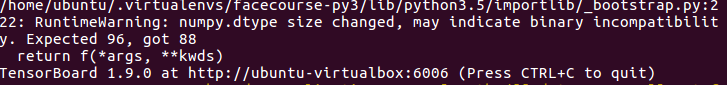 /home/ubuntu/.virtualenvs/facecourse-py3/lib/python3.5/importlib/_bootstrap.py:2
22: RuntimeWarning: numpy.dtype size changed, may indicate binary incompatibilit
y. Expected 96, got 88
  return f(*args, **kwds)
TensorBoard 1.9.0 at http://ubuntu-virtualbox:6006 (Press CTRL+C to quit)